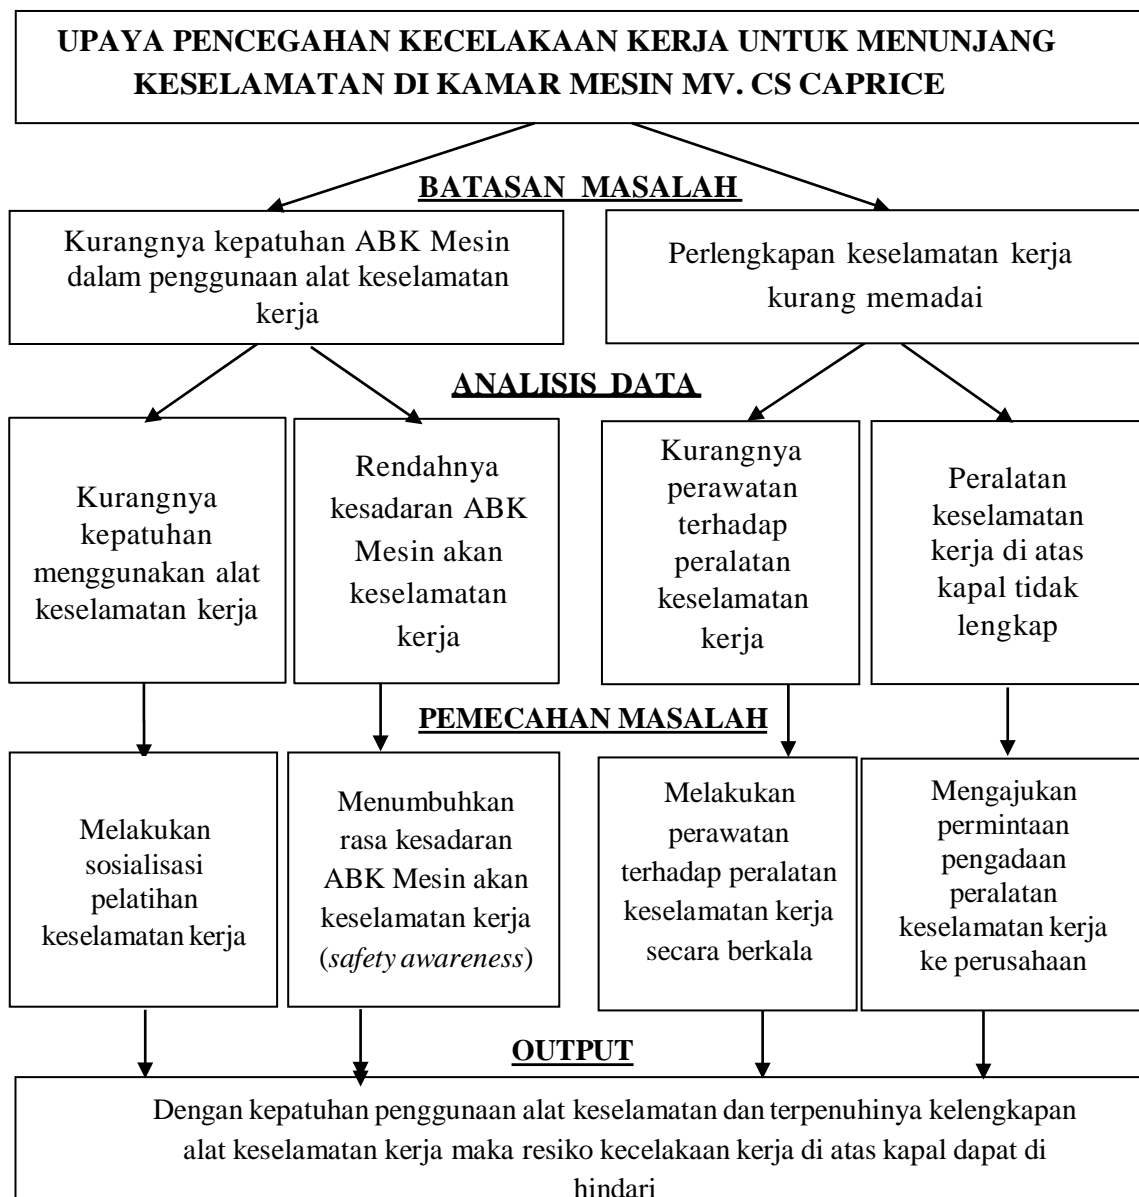 UPAYA PENCEGAHAN KECELAKAAN KERJA UNTUK MENUNJANG
KESELAMATAN DI KAMAR MESIN MV. CS CAPRICE
BATASAN MASALAH
Kurangnya kepatuhan ABK Mesin
dalam penggunaan alat keselamatan
kerja
Perlengkapan keselamatan kerja
kurang memadai
ANALISIS DATA
Kurangnya
kepatuhan
menggunakan alat
keselamatan kerja
Rendahnya
kesadaran ABK
Mesin akan
keselamatan
kerja
Kurangnya
perawatan
terhadap
peralatan
keselamatan
kerja
Peralatan
keselamatan
kerja di atas
kapal tidak
lengkap
PEMECAHAN MASALAH
Melakukan
sosialisasi
pelatihan
keselamatan kerja
Menumbuhkan
rasa kesadaran
ABK Mesin akan
keselamatan kerja
(safety awareness)
Melakukan
perawatan
terhadap peralatan
keselamatan kerja
secara berkala
Mengajukan
permintaan
pengadaan
peralatan
keselamatan kerja
ke perusahaan
OUTPUT
Dengan kepatuhan penggunaan alat keselamatan dan terpenuhinya kelengkapan
alat keselamatan kerja maka resiko kecelakaan kerja di atas kapal dapat di
hindari